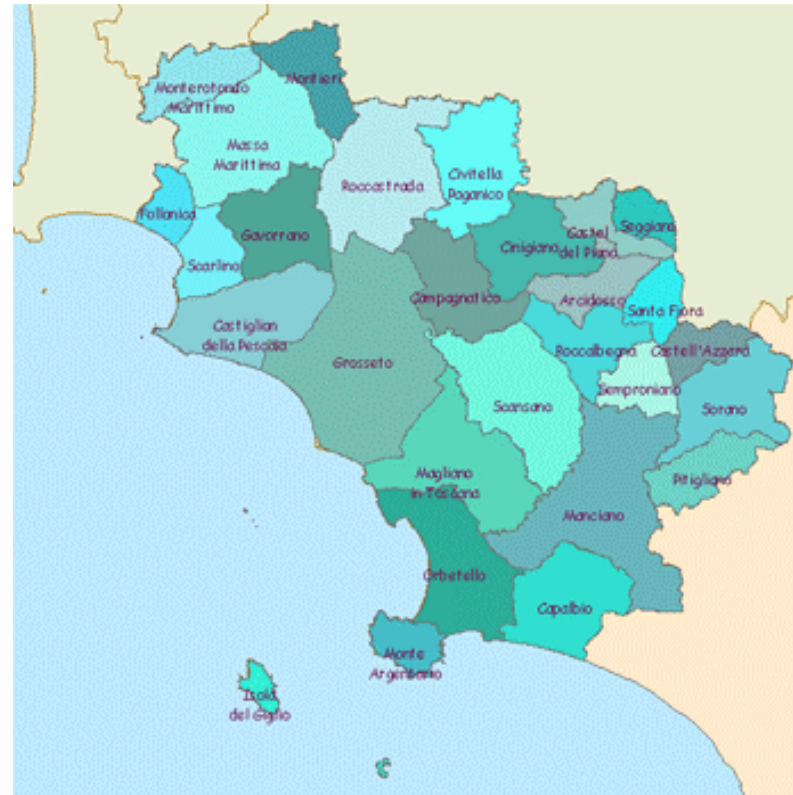 Montieri
Monterotondo
Marittimo
Massa
Marittima
Civitella
Paganico
Roccastrada
Follonica
Gavorrano
Seggiano
Castel
del Piano
Cinigiano
Scarlino
Campagnatico
Arcidosso
Santa Fiora
Castiglion
della Pescaia
Roccalbegna
Castell'Azzara
Grosseto
Semproniano
Scansano
Sorano
Magliano
in Toscana
Pitigliano
Manciano
Orbetello
Capalbio
Monte
Argentario
Isola
del Giglio